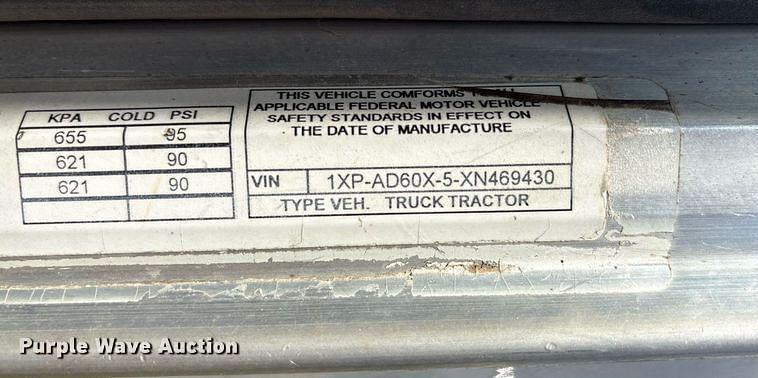 KPA COLD PSI
655 95
621 90
621 90
THIS VEHICLE COMFORMS
APPLICABLE FEDERAL MOTOR VEHICLE
SAFETY STANDARDS IN EFFECT ON
THE DATE OF MANUFACTURE
VIN 1XP-AD60X-5-XN469430
TYPE VEH. TRUCK TRACTOR
Purple Wave Auction